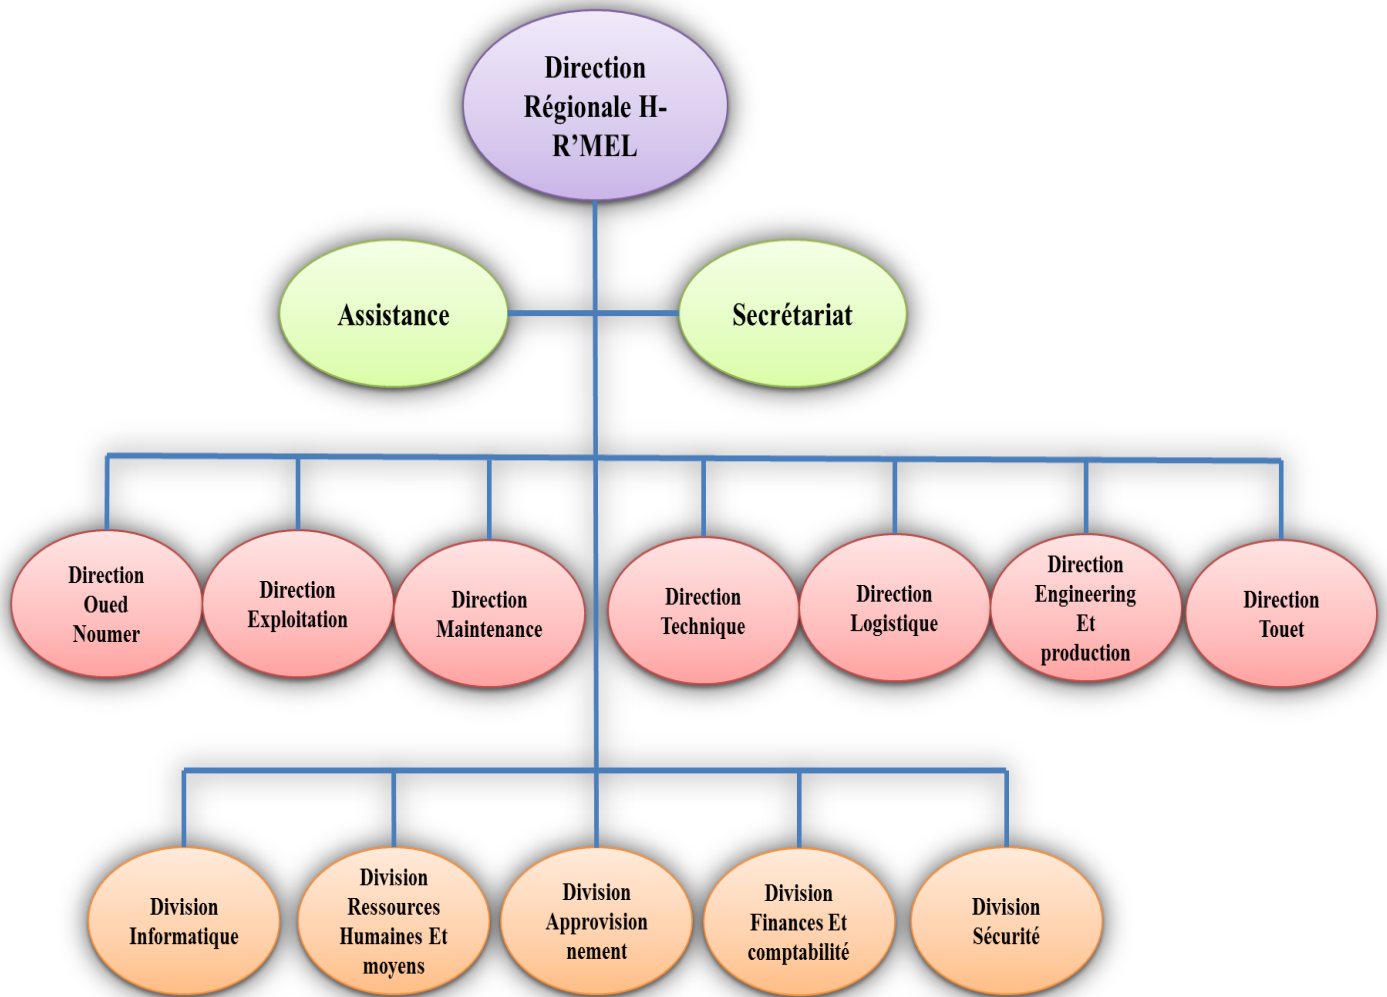 Direction
Régionale H-
R’MEL
Assistance
Secrétariat
Direction
Oued
Noumer
Direction
Exploitation
Direction
Maintenance
Direction
Technique
Direction
Logistique
Direction
Engineering
Et
production
Direction
Touet
Division
Informatique
Division
Ressources
Humaines Et
moyens
Division
Approvision
nement
Division
Finances Et
comptabilité
Division
Sécurité